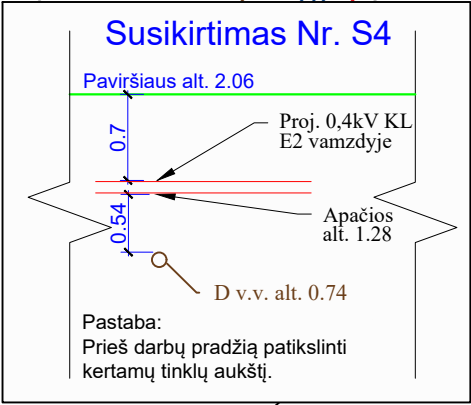 Susikirtimas Nr. S4
Paviršiaus alt. 2.06
0.7
Proj. 0,4kV KL
E2 vamzdyje
0.54
Apačios
alt. 1.28
D v.v. alt. 0.74
Pastaba:
Prieš darbų pradžią patikslinti
kertamų tinklų aukštį.